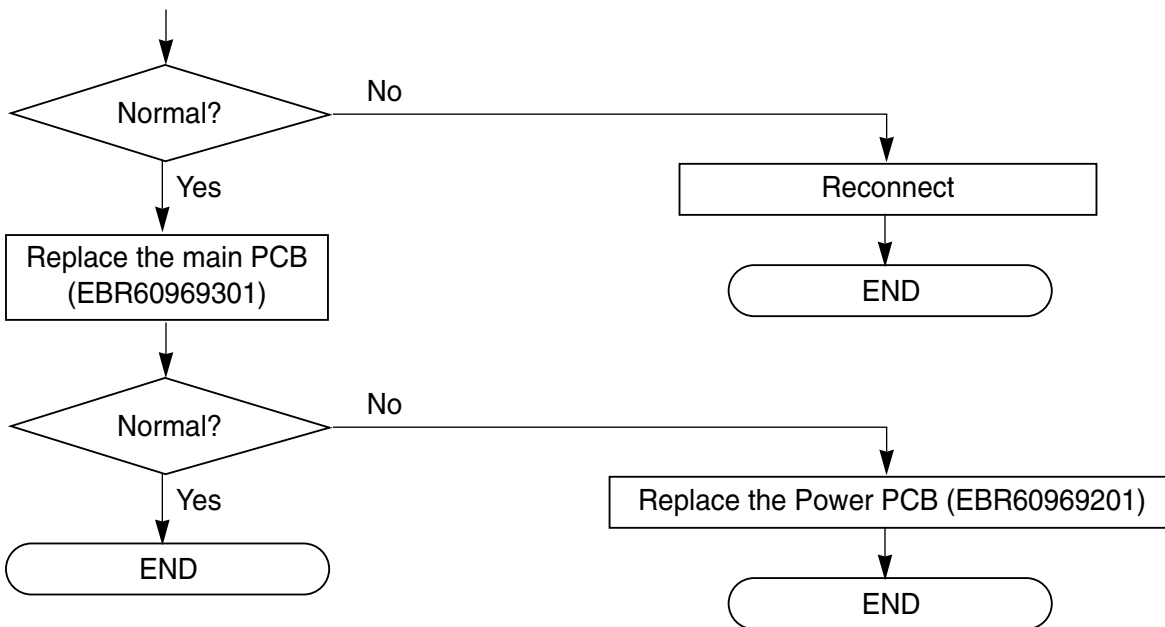 Normal?
No
Yes
Reconnect
Replace the main PCB
(EBR60969301)
END
Normal?
No
Yes
Replace the Power PCB (EBR60969201)
END
END